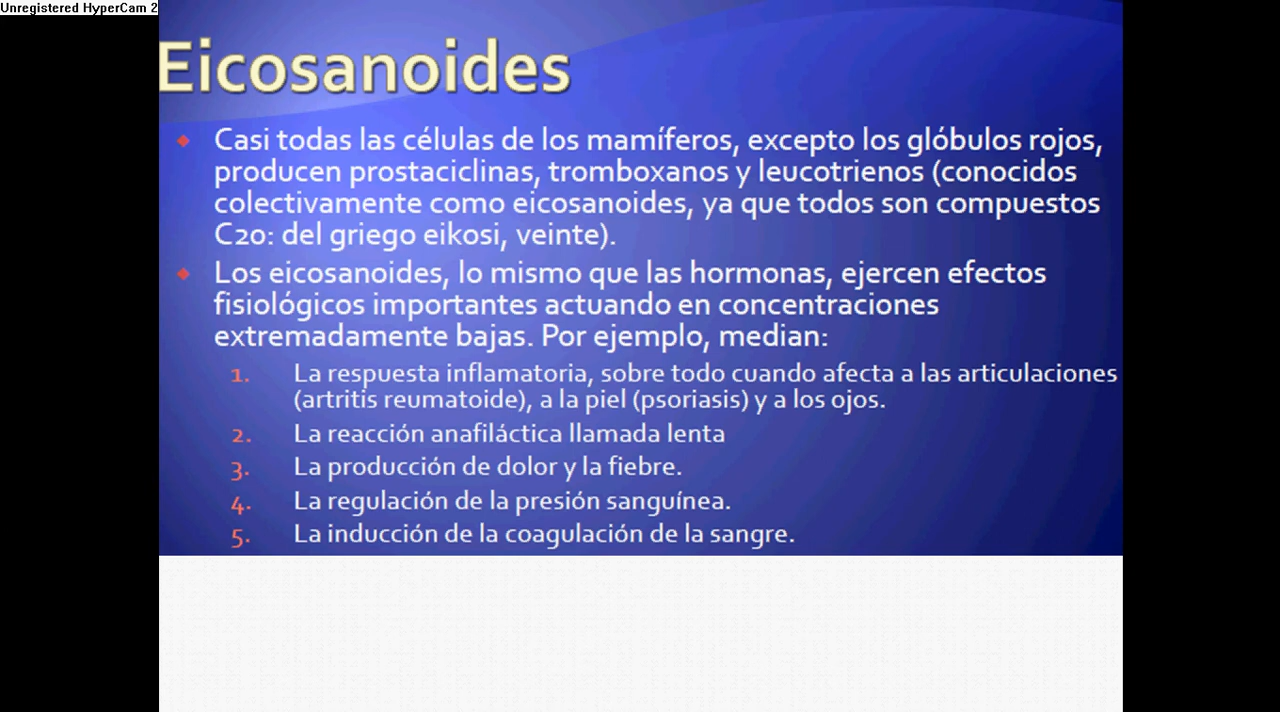 Unregistered HyperCam 2
Eicosanoides
Casi todas las células de los mamíferos, excepto los glóbulos rojos,
producen prostaciclinas, tromboxanos y leucotrienos (conocidos
colectivamente como eicosanoides, ya que todos son compuestos
C20: del griego eikosi, veinte).
Los eicosanoides, lo mismo que las hormonas, ejercen efectos
fisiológicos importantes actuando en concentraciones
extremadamente bajas. Por ejemplo, median:
1. La respuesta inflamatoria, sobre todo cuando afecta a las articulaciones
(artritis reumatoide), a la piel (psoriasis) y a los ojos.
2. La reacción anafiláctica llamada lenta
3. La producción de dolor y la fiebre.
4. La regulación de la presión sanguínea.
5. La inducción de la coagulación de la sangre.